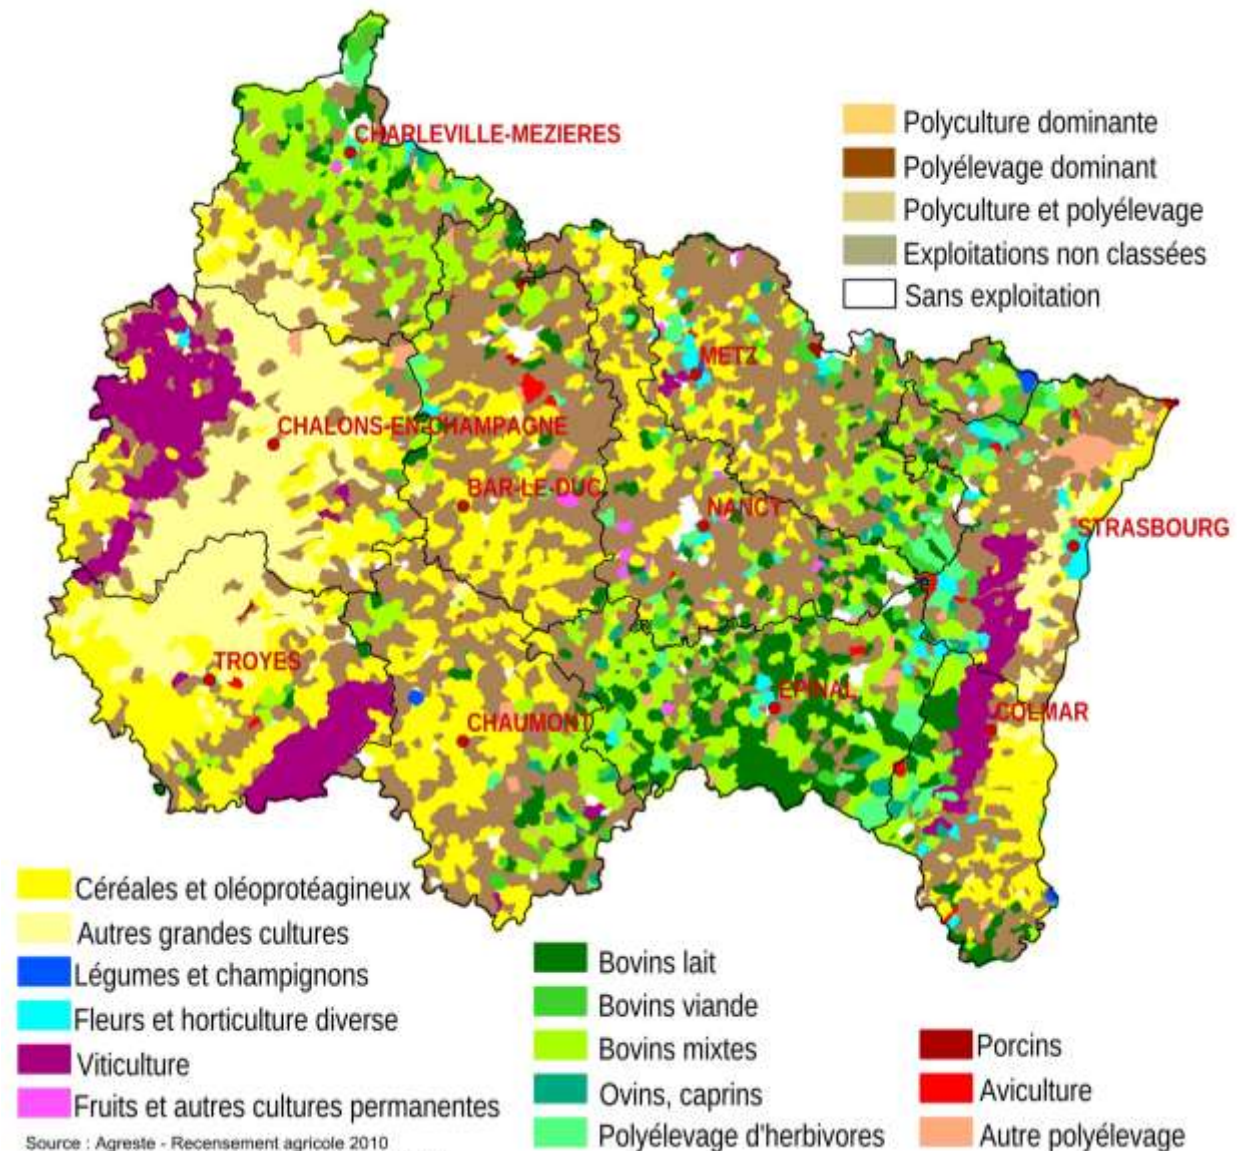 CHARLEVILLE-MEZIERES
Polyculture dominante
Polyélevage dominant
Polyculture et polyélevage
Exploitations non classées
Sans exploitation
METZ
CHALONS-EN-CHAMPAGNE
BAR-LE-DUC
NANCY
STRASBOURG
TROYES
EPINAL
CHAUMONT
COLMAR
Céréales et oléoprotéagineux
Autres grandes cultures
Légumes et champignons
Fleurs et horticulture diverse
Viticulture
Fruits et autres cultures permanentes
Bovins lait
Bovins viande
Bovins mixtes
Ovins, caprins
Polyélevage d'herbivores
Porcins
Aviculture
Autre polyélevage
Source : Agreste - Recensement agricole 2010